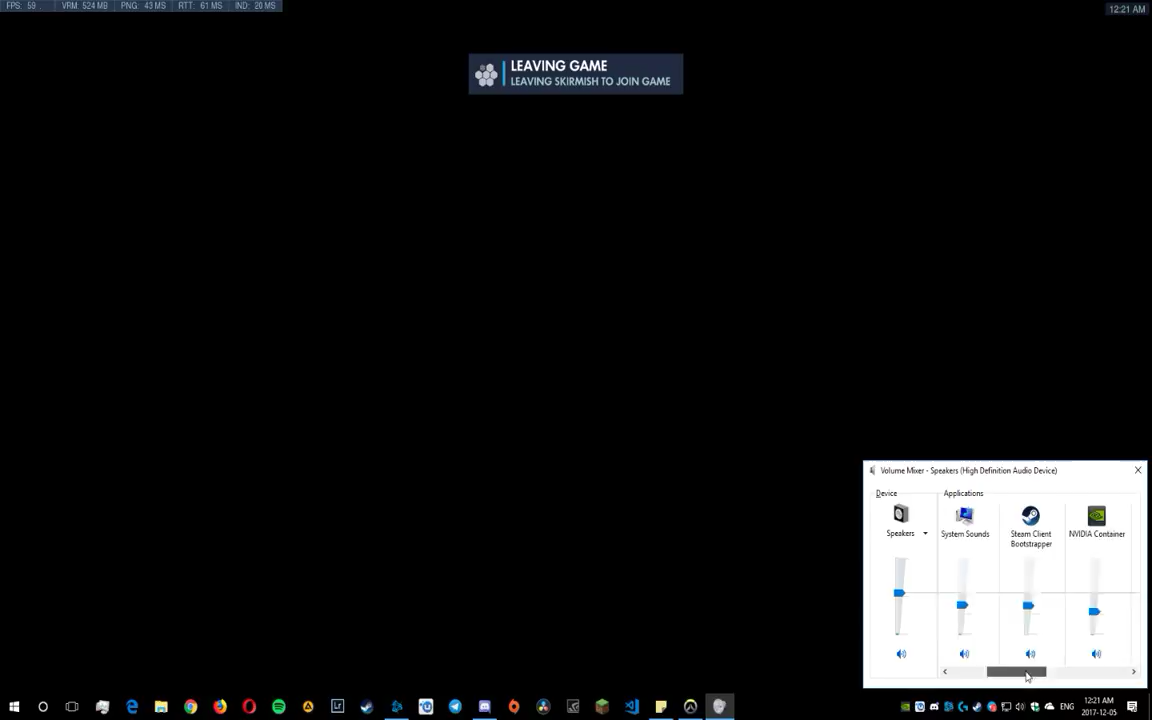 FPS: 59 VRM: 524 MB PNG: 43 MS RTT: 61 MS IND: 20 MS
12:21 AM
LEAVING GAME
LEAVING SKIRMISH TO JOIN GAME
Volume Mixer - Speakers (High Definition Audio Device)
Device Applications
Speakers System Sounds Steam Client Bootstrapper NVIDIA Container
ENG 12:21 AM
2017-12-05